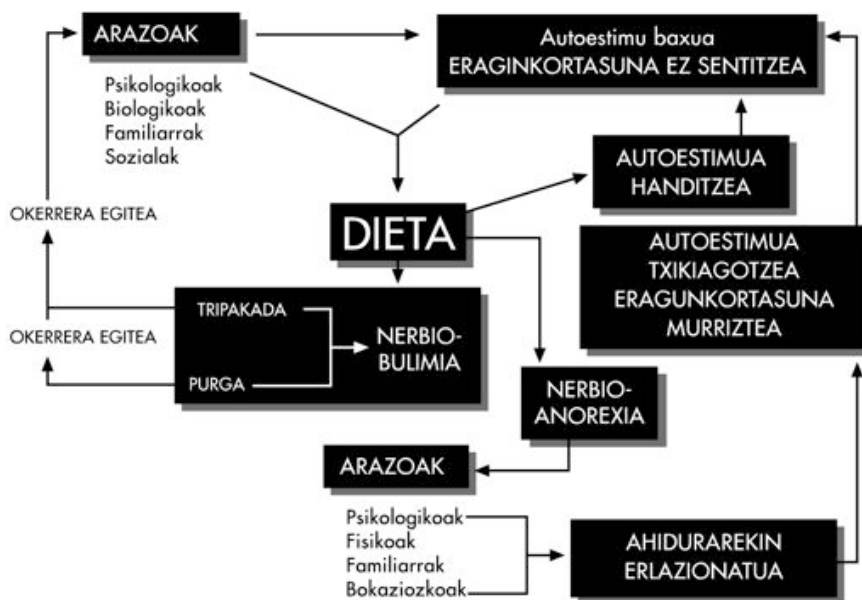 ARAZOAK
Psikologikoak
Biologikoak
Familiarrak
Sozialak
Autoestimu baxua
ERAGINKORTASUNA EZ SENTITZEA
AUTOESTIMUA
HANDITZEA
OKERRERA EGITEA
DIETA
AUTOESTIMUA
TXIKIAGOTZEA
ERAGUNKORTASUNA
MURRIZTEA
TRIPAKADA
NERBIO-
BULIMIA
OKERRERA EGITEA
PURGA
NERBIO-
ANOREXIA
ARAZOAK
Psikologikoak
Fisikoak
Familiarrak
Bokaziozkoak
AHIDURAREKIN
ERLAZIONATUA